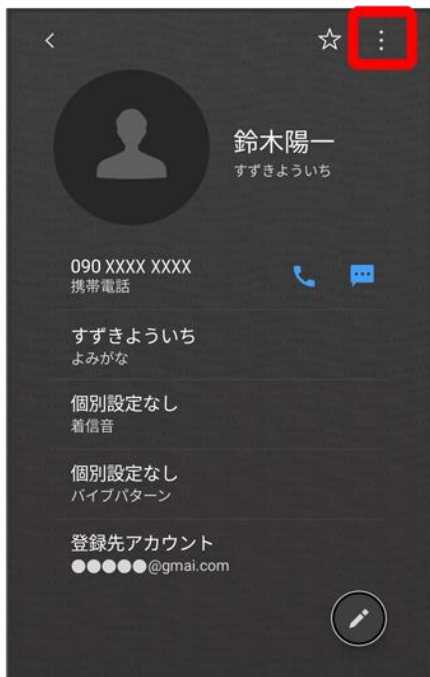 鈴木陽一
すずきよういち
090 XXXX XXXX
携帯電話
すずきよういち
よみがな
個別設定なし
着信音
個別設定なし
バイブパターン
登録先アカウント
●●●●●@gmai.com